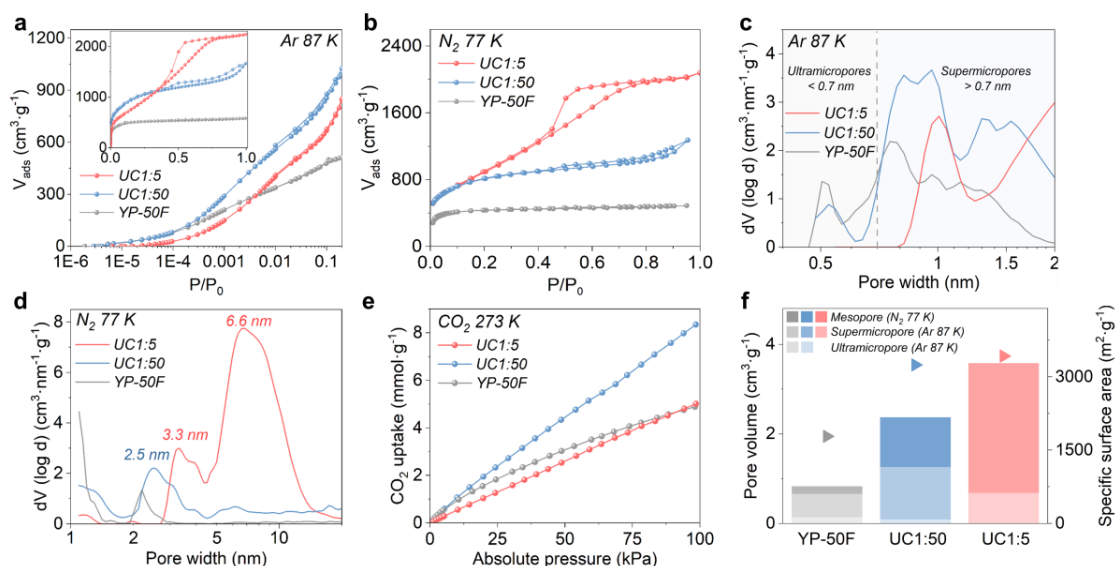 a
Ar 87 K
V_ads (cm³·g⁻¹)
1200
900
600
300
0
2000
1000
0
0.0
0.5
1.0
UC1:5
UC1:50
YP-50F
1E-6
1E-5
1E-4
0.001
0.01
0.1
P/P₀
b
N₂ 77 K
V_ads (cm³·g⁻¹)
2400
1600
800
0
UC1:5
UC1:50
YP-50F
0.0
0.2
0.4
0.6
0.8
1.0
P/P₀
c
Ar 87 K
dV (log d) (cm³·nm⁻¹·g⁻¹)
5
4
3
2
1
0
Ultramicropores
< 0.7 nm
Supermicropores
> 0.7 nm
UC1:5
UC1:50
YP-50F
0.5
1
2
Pore width (nm)
d
N₂ 77 K
dV (log d) (cm³·nm⁻¹·g⁻¹)
8
6
4
2
0
UC1:5
UC1:50
YP-50F
6.6 nm
3.3 nm
2.5 nm
1
2
10
Pore width (nm)
e
CO₂ 273 K
CO₂ uptake (mmol·g⁻¹)
8
6
4
2
0
UC1:5
UC1:50
YP-50F
0
25
50
75
100
Absolute pressure (kPa)
f
Mesopore (N₂ 77 K)
Supermicropore (Ar 87 K)
Ultramicropore (Ar 87 K)
Pore volume (cm³·g⁻¹)
4
2
0
Specific surface area (m²·g⁻¹)
3000
1500
0
YP-50F
UC1:50
UC1:5